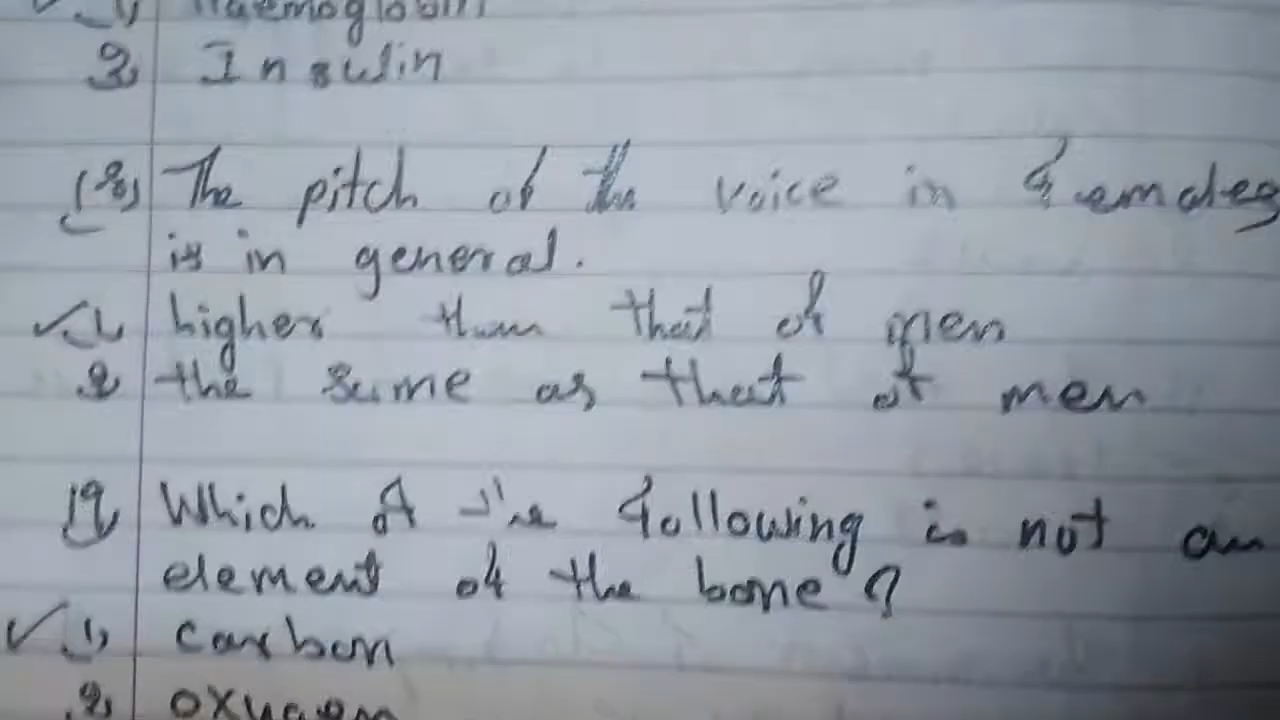 1) Haemoglobin
2) Insulin
18) The pitch of the voice in females
is in general.
1) higher than that of men
2 the same as that of men
19) Which of the following is not an
element of the bone?
1) carbon
2) oxygen